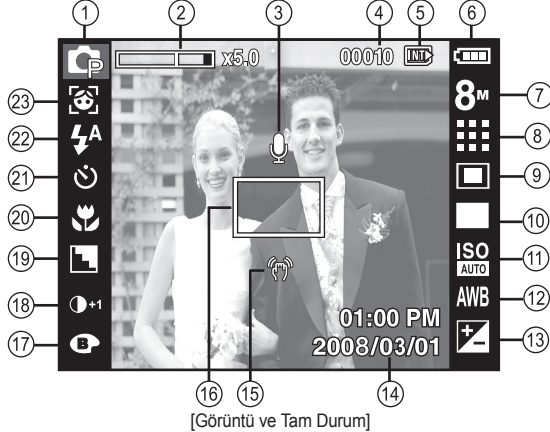 ① ② ③ ④ ⑤ ⑥
P x5.0 00010 INT
㉓ 8M ⑦
㉒ A ⑧
㉑ ⑨
⑳ ⑩
⑲ ISO AUTO ⑪
⑱ +1 AWB ⑫
⑰ B 01:00 PM ⑬
2008/03/01
⑯ ⑮ ⑭
[Görüntü ve Tam Durum]